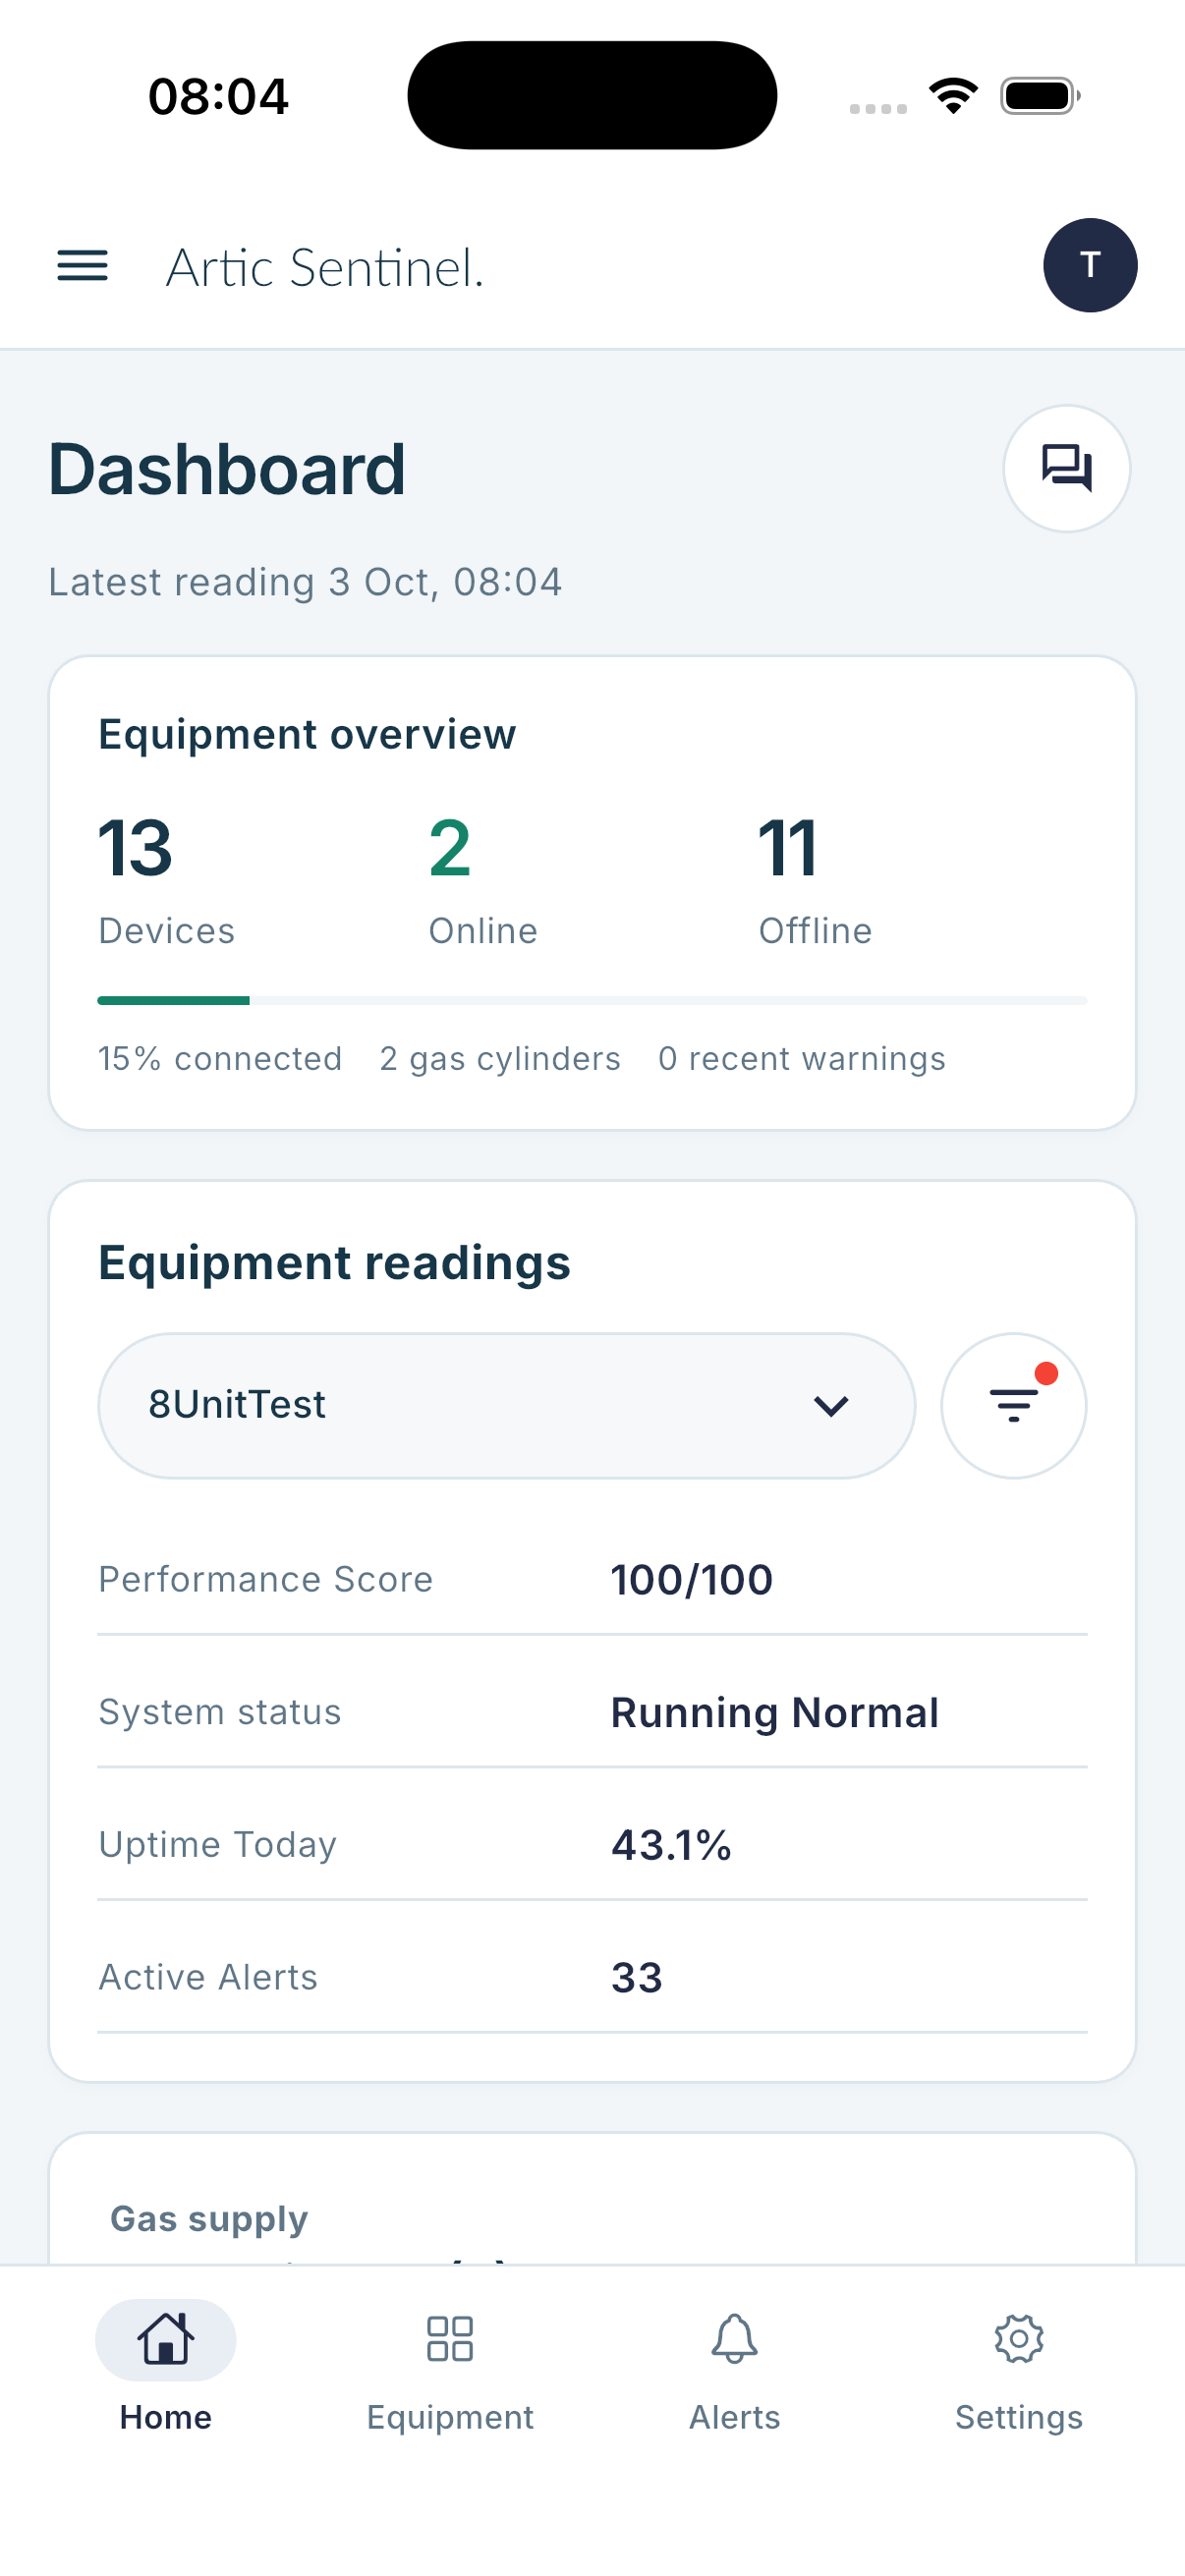 08:04
Artic Sentinel.
T
Dashboard
Latest reading 3 Oct, 08:04
Equipment overview
13 2 11
Devices Online Offline
15% connected 2 gas cylinders 0 recent warnings
Equipment readings
8UnitTest
Performance Score 100/100
System status Running Normal
Uptime Today 43.1%
Active Alerts 33
Gas supply
Home Equipment Alerts Settings